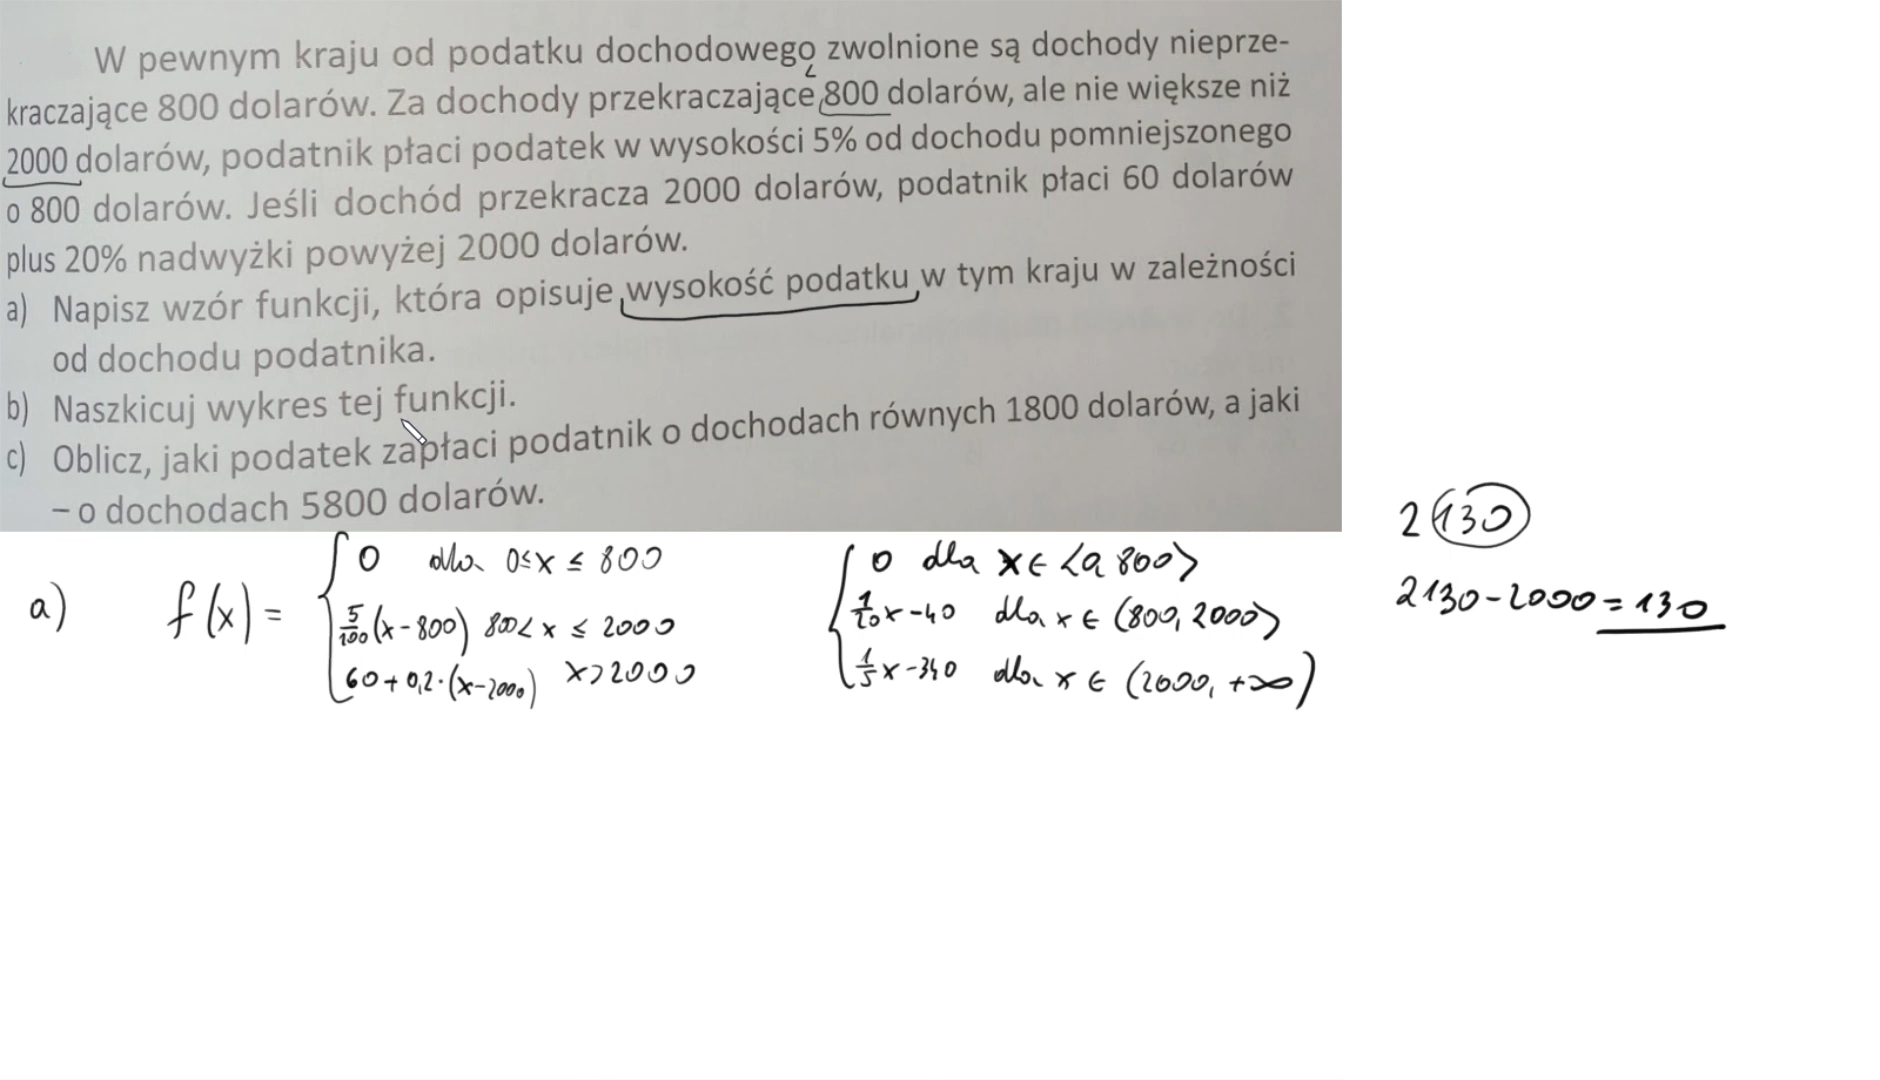 W pewnym kraju od podatku dochodowego zwolnione są dochody nieprze-
kraczające 800 dolarów. Za dochody przekraczające 800 dolarów, ale nie większe niż
2000 dolarów, podatnik płaci podatek w wysokości 5% od dochodu pomniejszonego
o 800 dolarów. Jeśli dochód przekracza 2000 dolarów, podatnik płaci 60 dolarów
plus 20% nadwyżki powyżej 2000 dolarów.
a) Napisz wzór funkcji, która opisuje wysokość podatku w tym kraju w zależności
od dochodu podatnika.
b) Naszkicuj wykres tej funkcji.
c) Oblicz, jaki podatek zapłaci podatnik o dochodach równych 1800 dolarów, a jaki
– o dochodach 5800 dolarów.
2 130
2130-2000=130
a) f(x)=
0 dla 0≤x≤800
5/100(x-800) 800<x≤2000
60+0,2·(x-2000) x>2000
0 dla x∈<0,800>
1/20x-40 dla x∈(800,2000>
1/5x-340 dla x∈(2000,+∞)